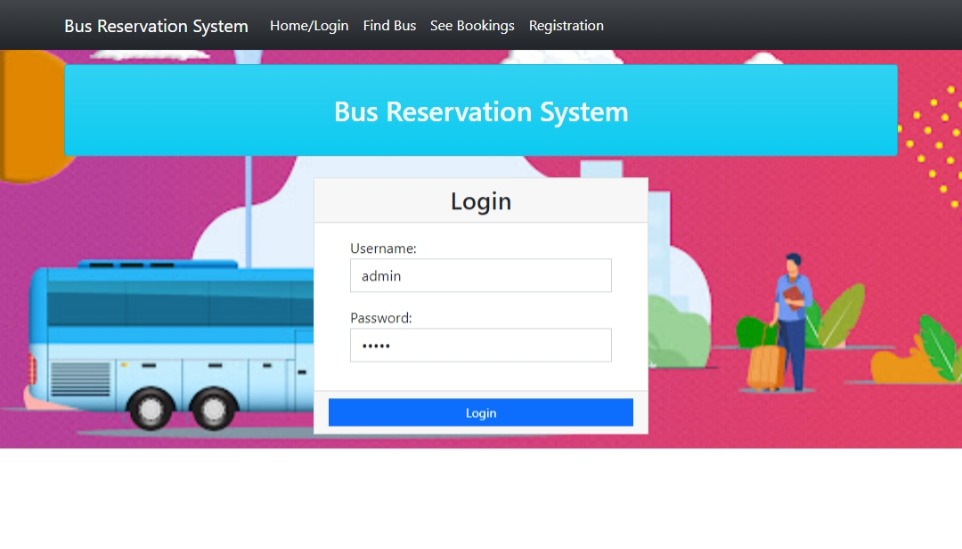 Bus Reservation System Home/Login Find Bus See Bookings Registration
Bus Reservation System
Login
Username:
admin
Password:
•••••
Login